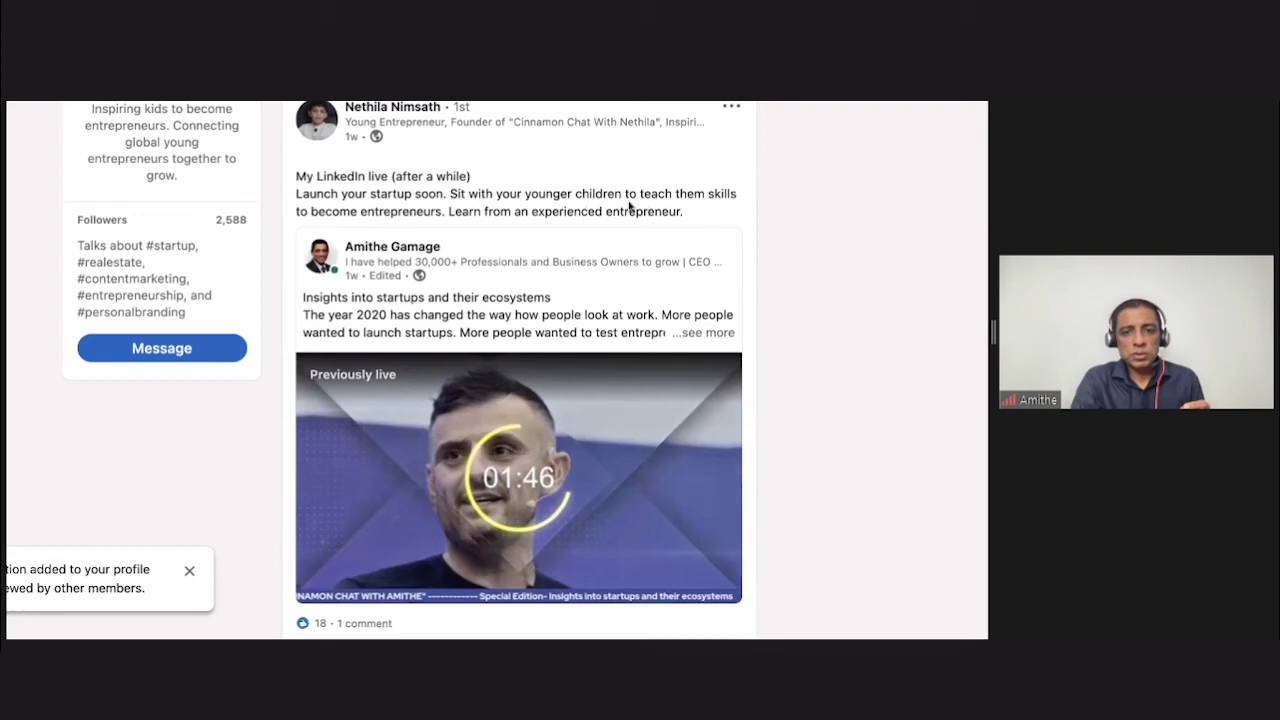 Inspiring kids to become
entrepreneurs. Connecting
global young
entrepreneurs together to
grow.
Followers 2,588
Talks about #startup,
#realestate,
#contentmarketing,
#entrepreneurship, and
#personalbranding
Message
tion added to your profile
ewed by other members.
Nethila Nimsath · 1st
Young Entrepreneur, Founder of "Cinnamon Chat With Nethila", Inspiri...
1w •
My LinkedIn live (after a while)
Launch your startup soon. Sit with your younger children to teach them skills
to become entrepreneurs. Learn from an experienced entrepreneur.
Amithe Gamage
I have helped 30,000+ Professionals and Business Owners to grow | CEO ...
1w • Edited •
Insights into startups and their ecosystems
The year 2020 has changed the way how people look at work. More people
wanted to launch startups. More people wanted to test entrepr ...see more
Previously live
01:46
NAMON CHAT WITH AMITHE" ------------ Special Edition- Insights into startups and their ecosystems
18 · 1 comment
Amithe